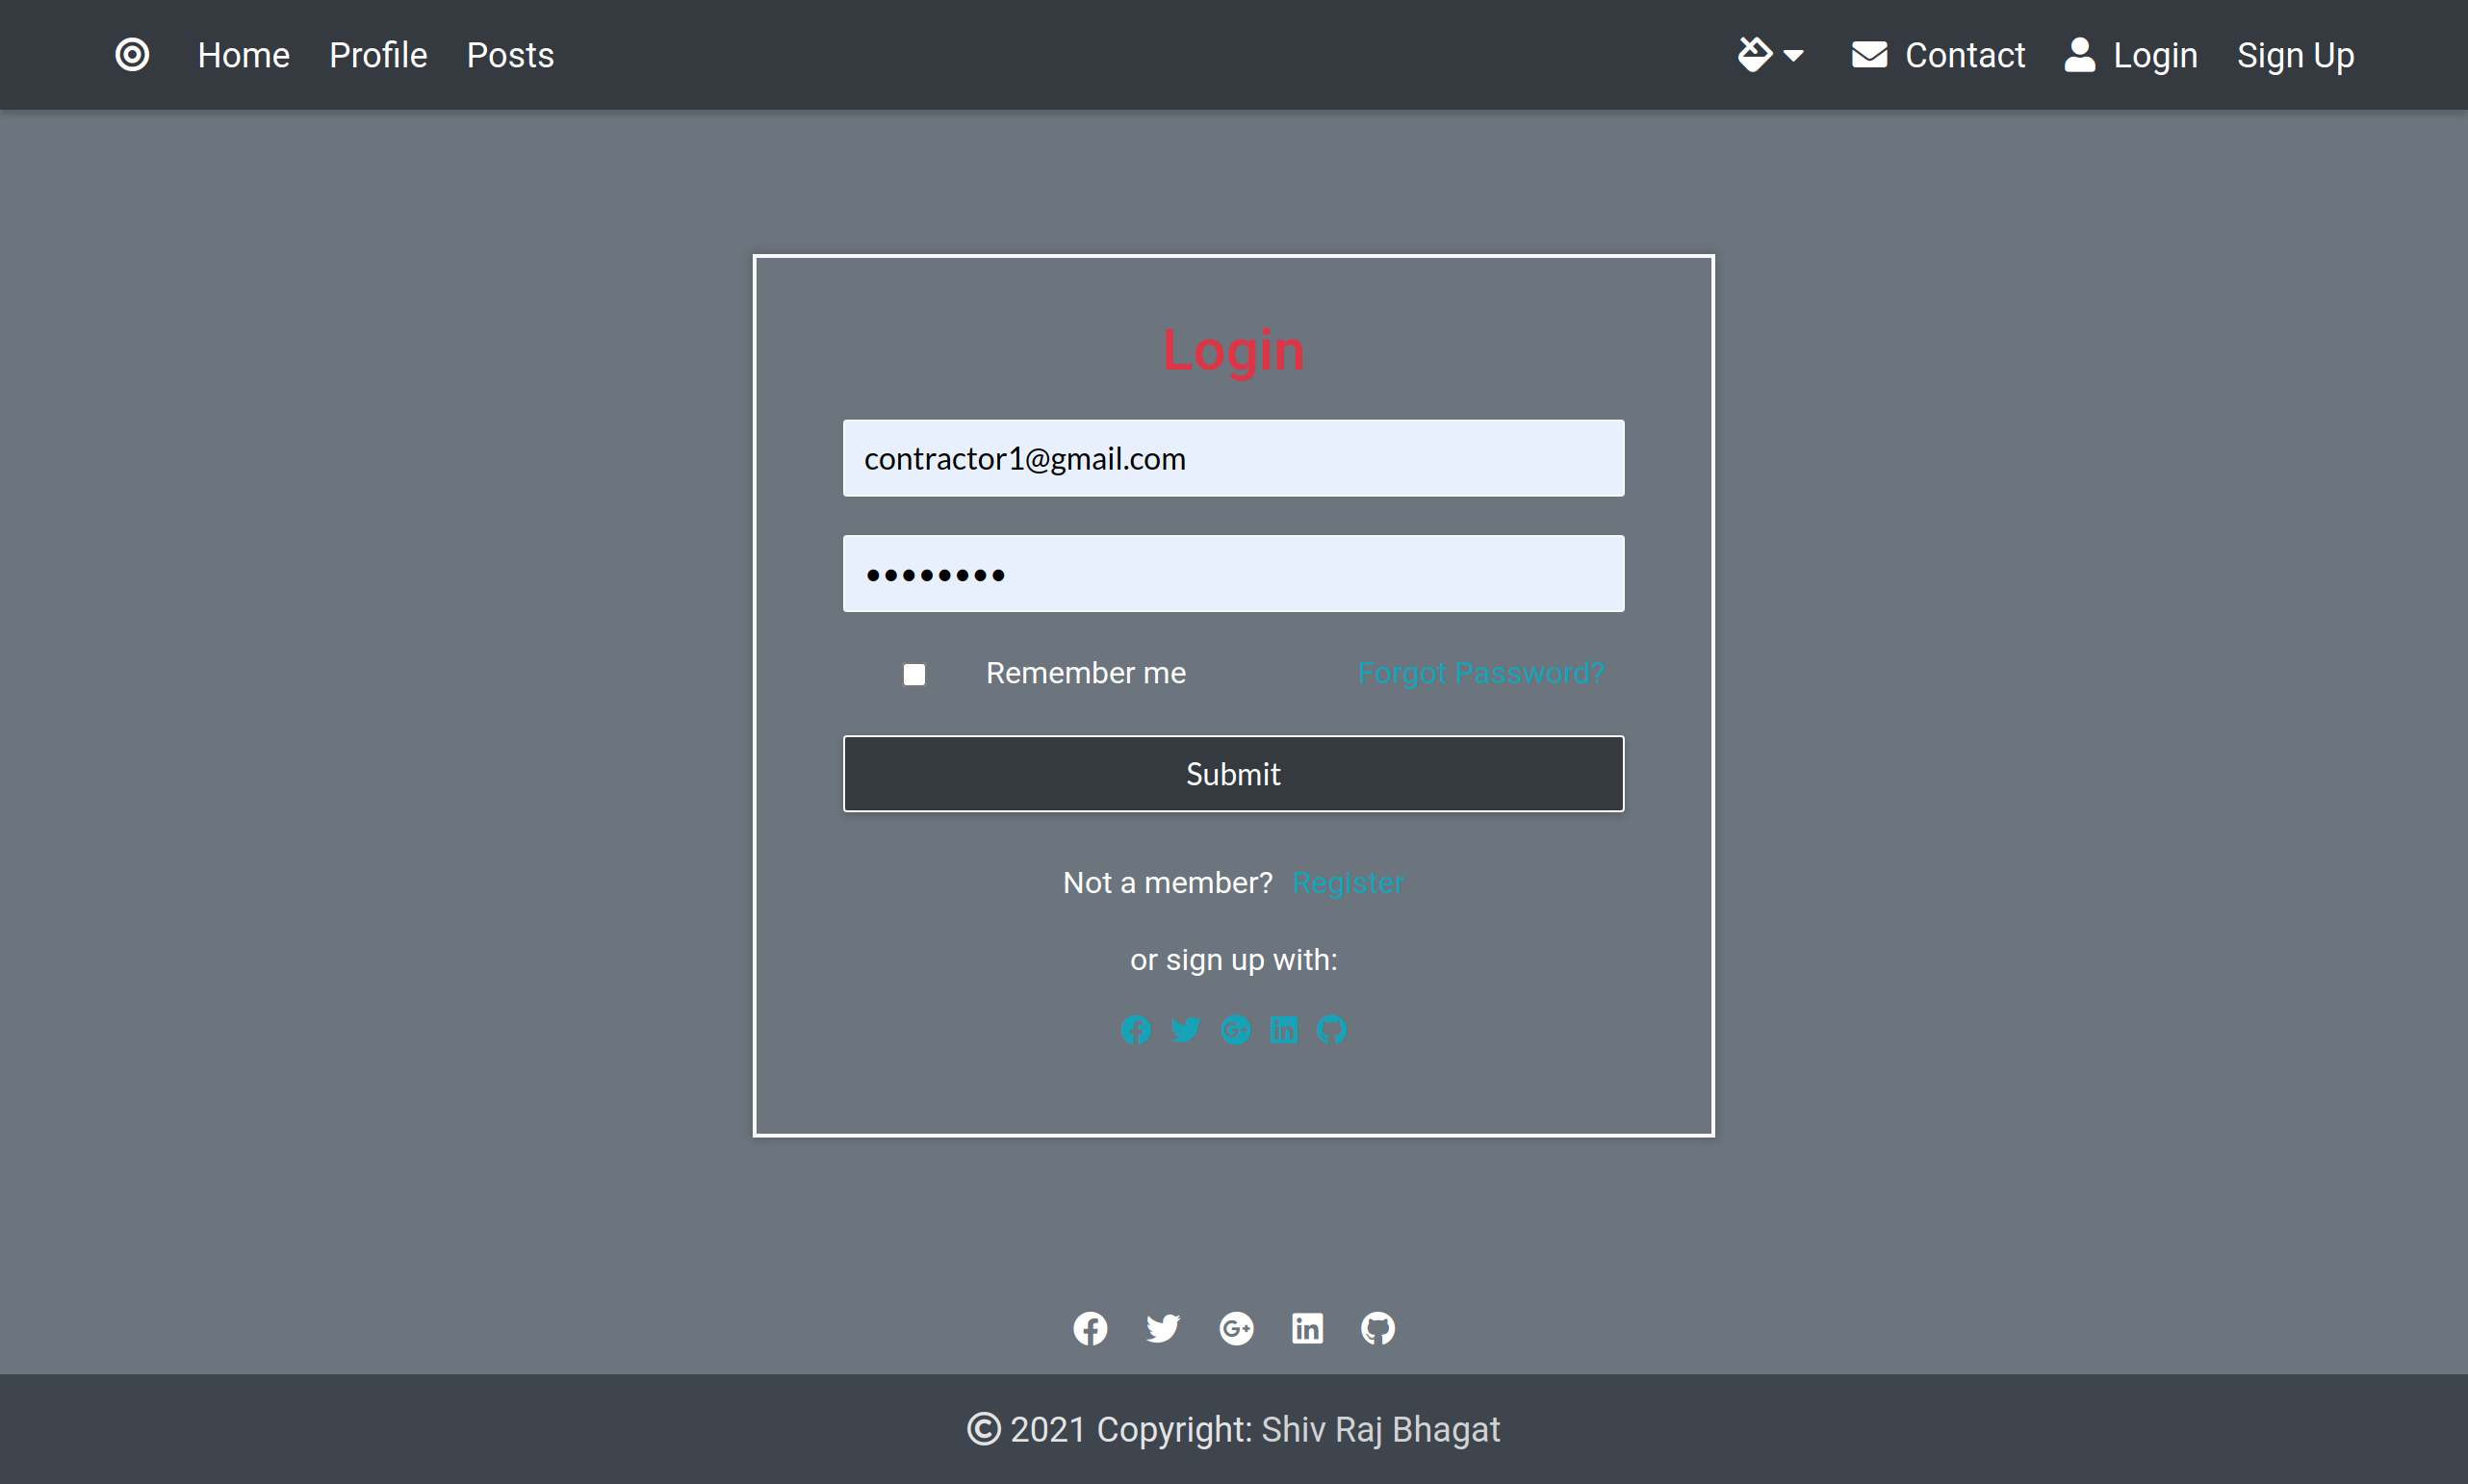 Home Profile Posts Contact Login Sign Up
Login
contractor1@gmail.com
••••••••
Remember me Forgot Password?
Submit
Not a member? Register
or sign up with:
© 2021 Copyright: Shiv Raj Bhagat